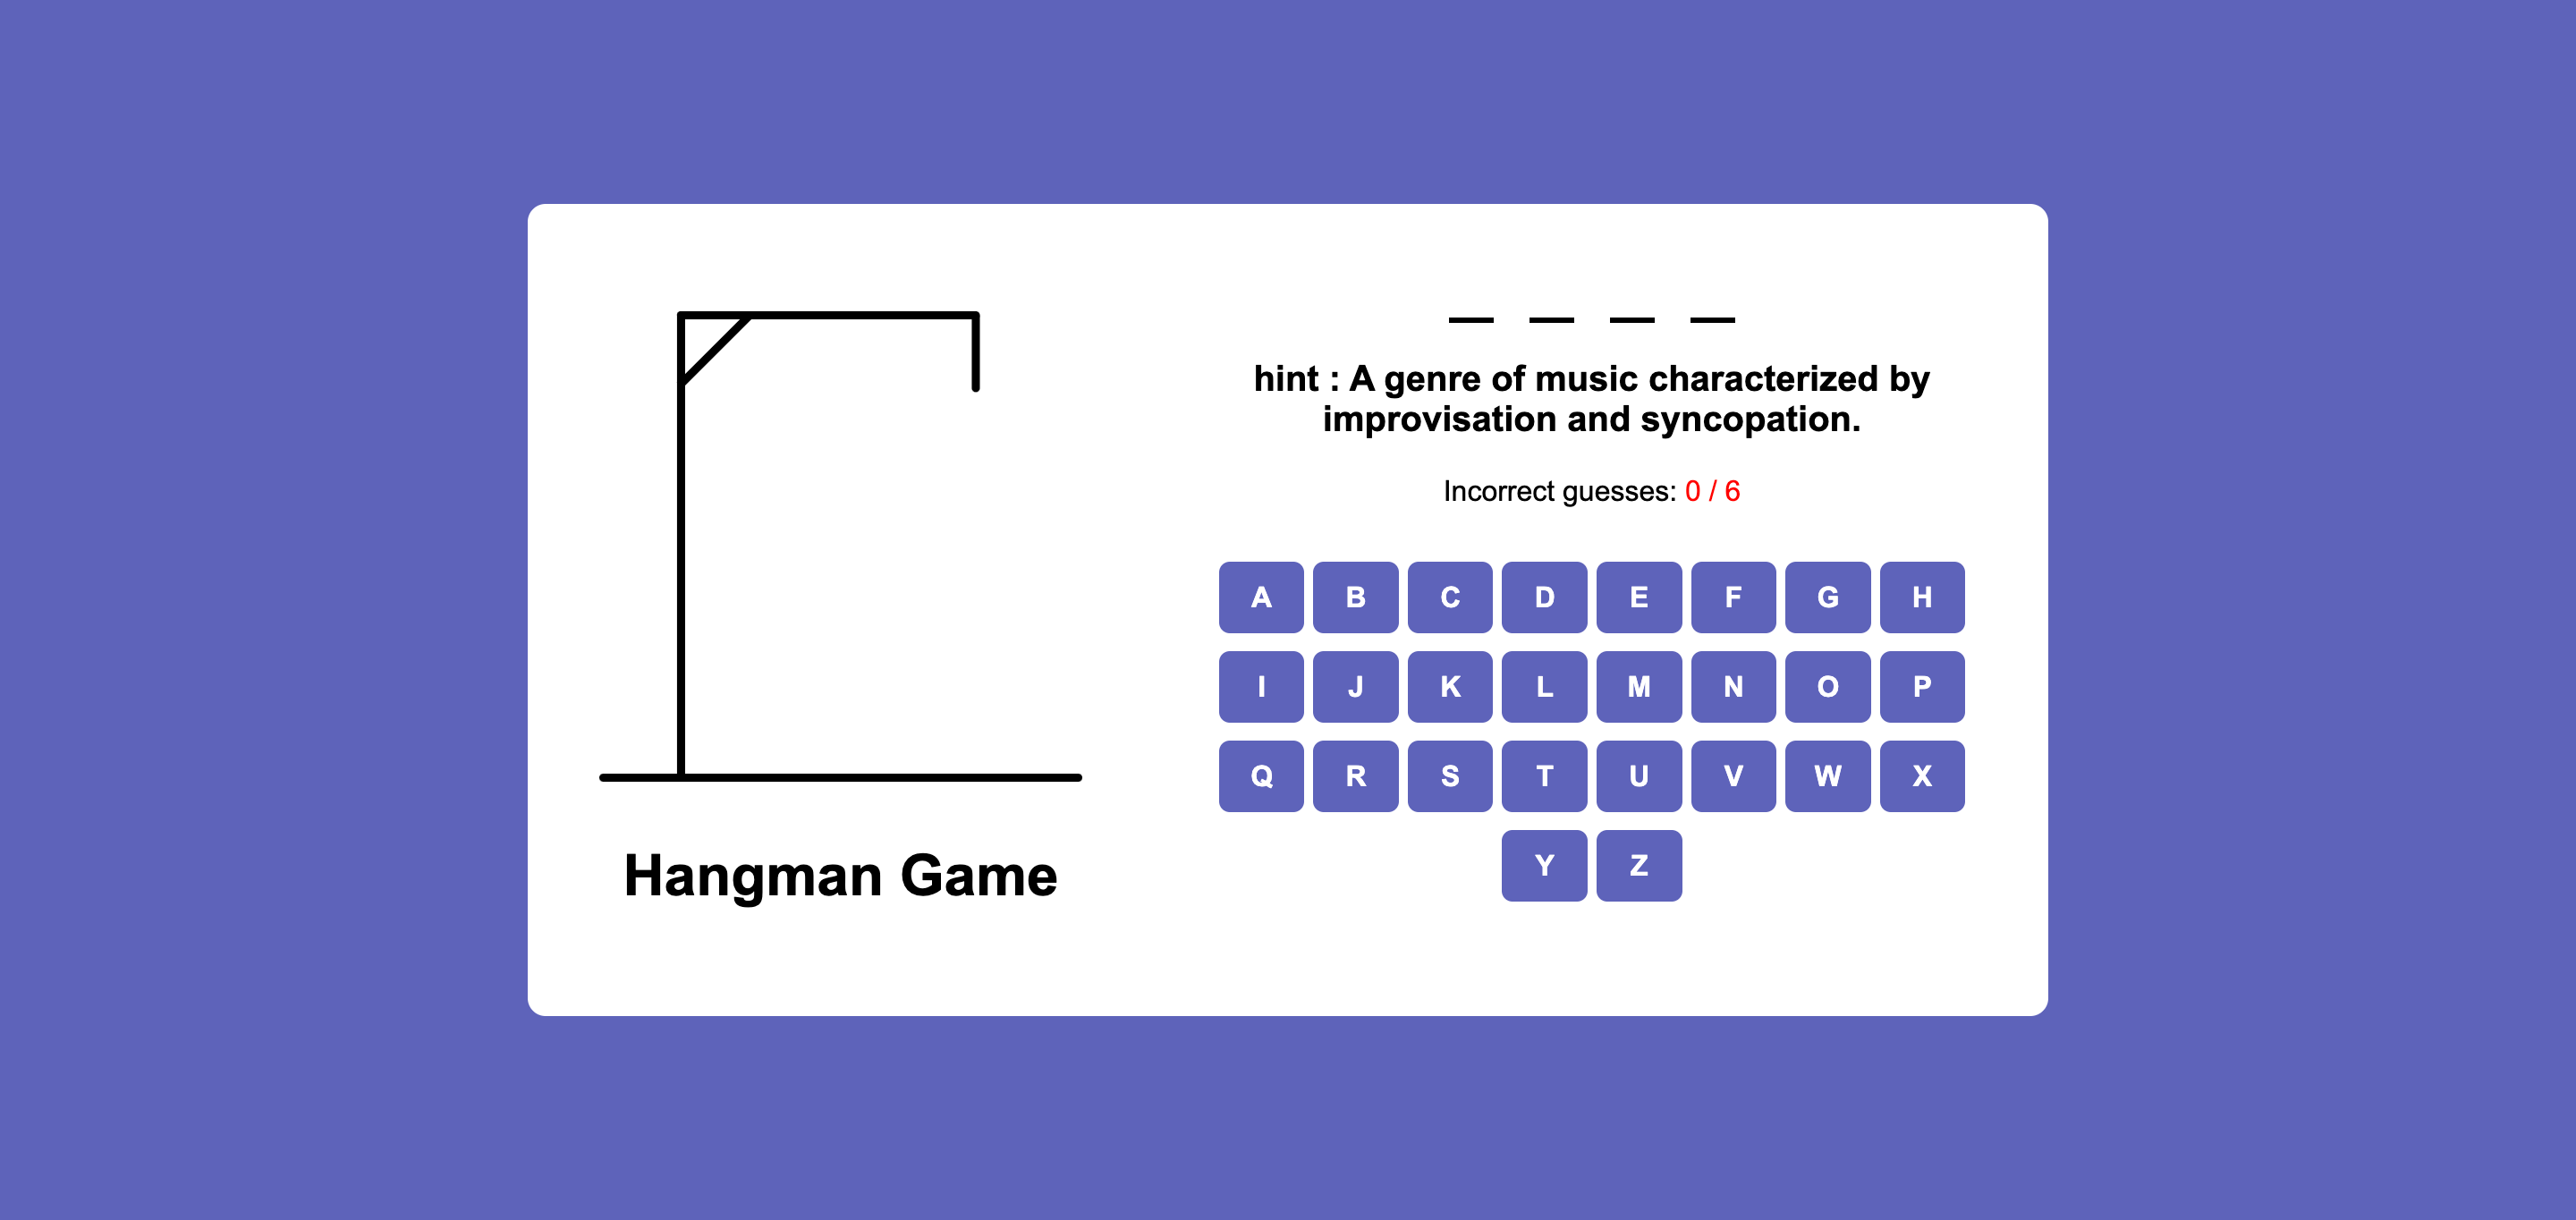 hint : A genre of music characterized by
improvisation and syncopation.
Incorrect guesses: 0 / 6
A B C D E F G H
I J K L M N O P
Q R S T U V W X
Y Z
Hangman Game